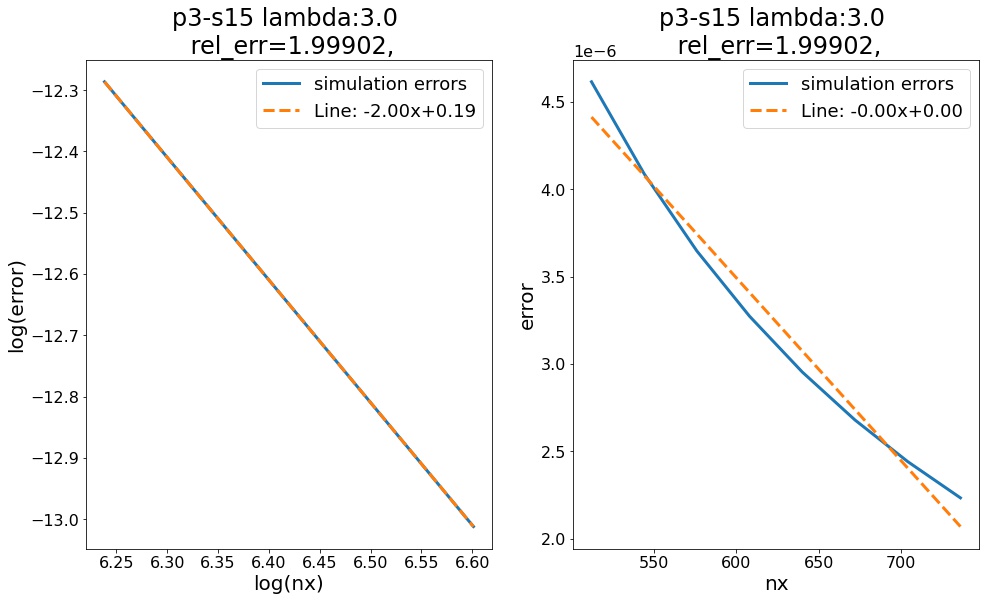 p3-s15 lambda:3.0
rel_err=1.99902,
simulation errors
Line: -2.00x+0.19
−12.3
−12.4
−12.5
−12.6
−12.7
−12.8
−12.9
−13.0
log(error)
6.25
6.30
6.35
6.40
6.45
6.50
6.55
6.60
log(nx)
p3-s15 lambda:3.0
rel_err=1.99902,
1e−6
simulation errors
Line: -0.00x+0.00
4.5
4.0
3.5
3.0
2.5
2.0
error
550
600
650
700
nx